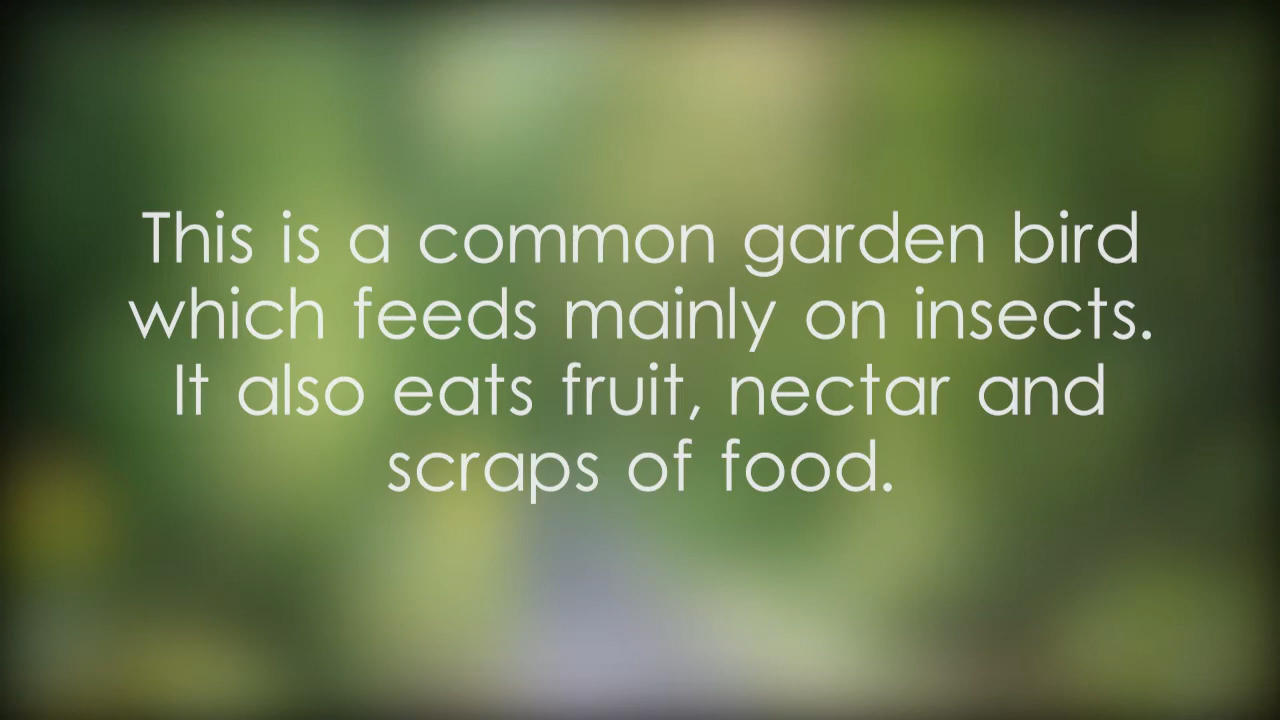 This is a common garden bird
which feeds mainly on insects.
It also eats fruit, nectar and
scraps of food.